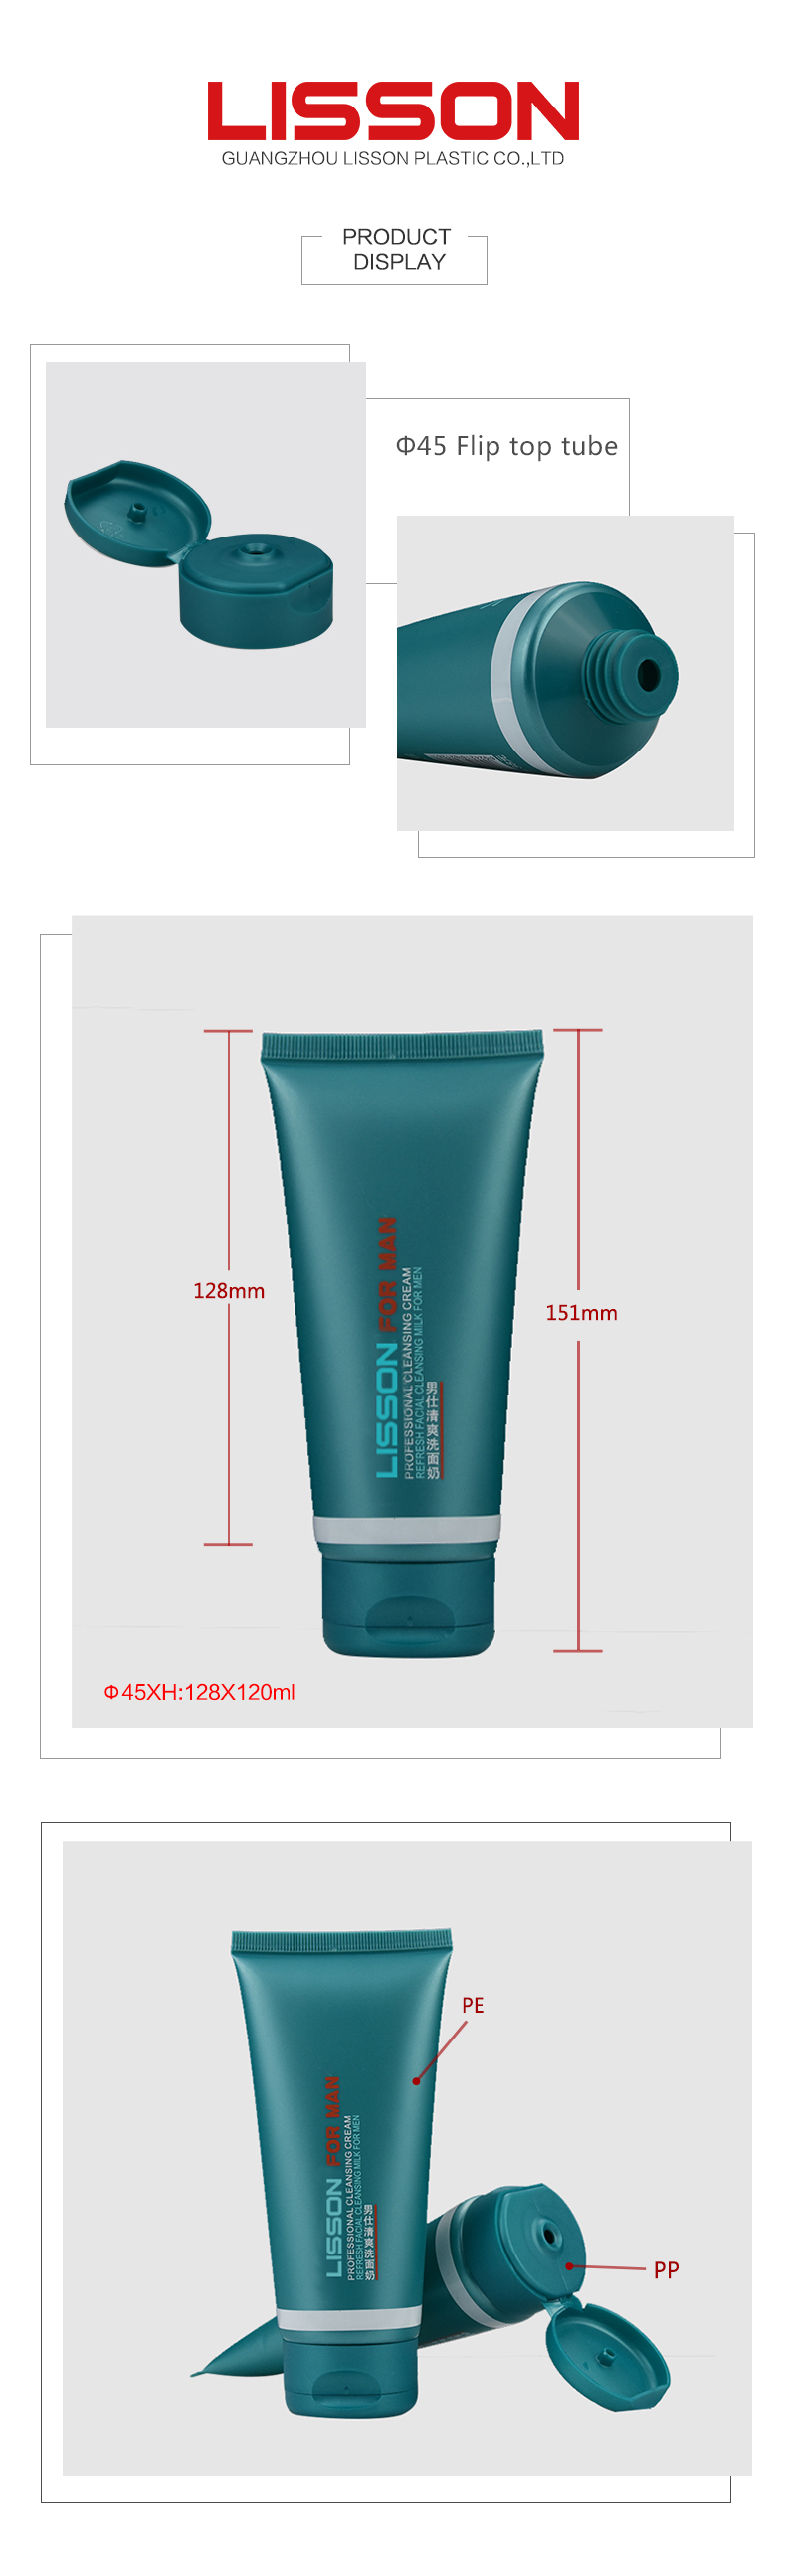 LISSON
GUANGZHOU LISSON PLASTIC CO.,LTD
PRODUCT
DISPLAY
Φ45 Flip top tube
128mm
151mm
LISSON FOR MAN
PROFESSIONAL CLEANSING CREAM
REFRESH FACIAL CLEANSING MILK FOR MEN
男仕清爽洗面奶
Φ45XH:128X120ml
PE
LISSON FOR MAN
PROFESSIONAL CLEANSING CREAM
REFRESH FACIAL CLEANSING MILK FOR MEN
男仕清爽洗面奶
PP